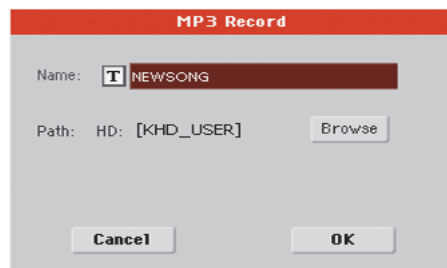 MP3 Record
Name: T NEWSONG
Path: HD: [KHD_USER] Browse
Cancel OK